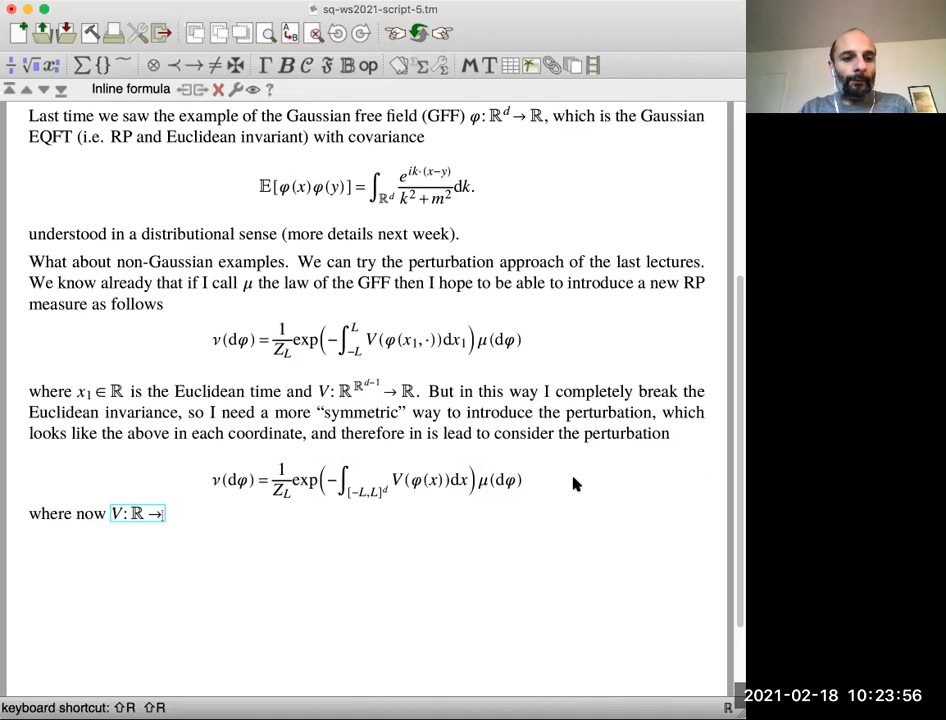 sq-ws2021-script-5.tm
Inline formula
Last time we saw the example of the Gaussian free field (GFF) φ: ℝᵈ → ℝ, which is the Gaussian
EQFT (i.e. RP and Euclidean invariant) with covariance
𝔼[φ(x)φ(y)] = ∫_{ℝᵈ} e^{ik·(x−y)}/(k²+m²) dk.
understood in a distributional sense (more details next week).
What about non-Gaussian examples. We can try the perturbation approach of the last lectures.
We know already that if I call μ the law of the GFF then I hope to be able to introduce a new RP
measure as follows
ν(dφ) = 1/Z_L exp(−∫_{−L}^{L} V(φ(x₁,·))dx₁) μ(dφ)
where x₁ ∈ ℝ is the Euclidean time and V: ℝ^{ℝ^{d−1}} → ℝ. But in this way I completely break the
Euclidean invariance, so I need a more “symmetric” way to introduce the perturbation, which
looks like the above in each coordinate, and therefore in is lead to consider the perturbation
ν(dφ) = 1/Z_L exp(−∫_{[−L,L]ᵈ} V(φ(x))dx) μ(dφ)
where now V: ℝ →
keyboard shortcut: ⇧R ⇧R
ℝ
2021-02-18 10:23:56